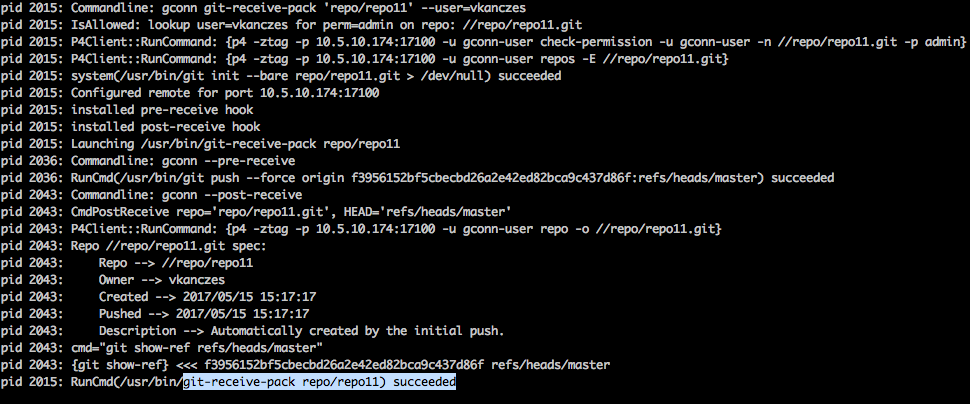 pid 2015: Commandline: gconn git-receive-pack 'repo/repo11' --user=vkanczes
pid 2015: IsAllowed: lookup user=vkanczes for perm=admin on repo: //repo/repo11.git
pid 2015: P4Client::RunCommand: {p4 -ztag -p 10.5.10.174:17100 -u gconn-user check-permission -u gconn-user -n //repo/repo11.git -p admin}
pid 2015: P4Client::RunCommand: {p4 -ztag -p 10.5.10.174:17100 -u gconn-user repos -E //repo/repo11.git}
pid 2015: system(/usr/bin/git init --bare repo/repo11.git > /dev/null) succeeded
pid 2015: Configured remote for port 10.5.10.174:17100
pid 2015: installed pre-receive hook
pid 2015: installed post-receive hook
pid 2015: Launching /usr/bin/git-receive-pack repo/repo11
pid 2036: Commandline: gconn --pre-receive
pid 2036: RunCmd(/usr/bin/git push --force origin f3956152bf5cbecbd26a2e42ed82bca9c437d86f:refs/heads/master) succeeded
pid 2043: Commandline: gconn --post-receive
pid 2043: CmdPostReceive repo='repo/repo11.git', HEAD='refs/heads/master'
pid 2043: P4Client::RunCommand: {p4 -ztag -p 10.5.10.174:17100 -u gconn-user repo -o //repo/repo11.git}
pid 2043: Repo //repo/repo11.git spec:
pid 2043:     Repo --> //repo/repo11
pid 2043:     Owner --> vkanczes
pid 2043:     Created --> 2017/05/15 15:17:17
pid 2043:     Pushed --> 2017/05/15 15:17:17
pid 2043:     Description --> Automatically created by the initial push.
pid 2043: cmd="git show-ref refs/heads/master"
pid 2043: {git show-ref} <<< f3956152bf5cbecbd26a2e42ed82bca9c437d86f refs/heads/master
pid 2015: RunCmd(/usr/bin/git-receive-pack repo/repo11) succeeded